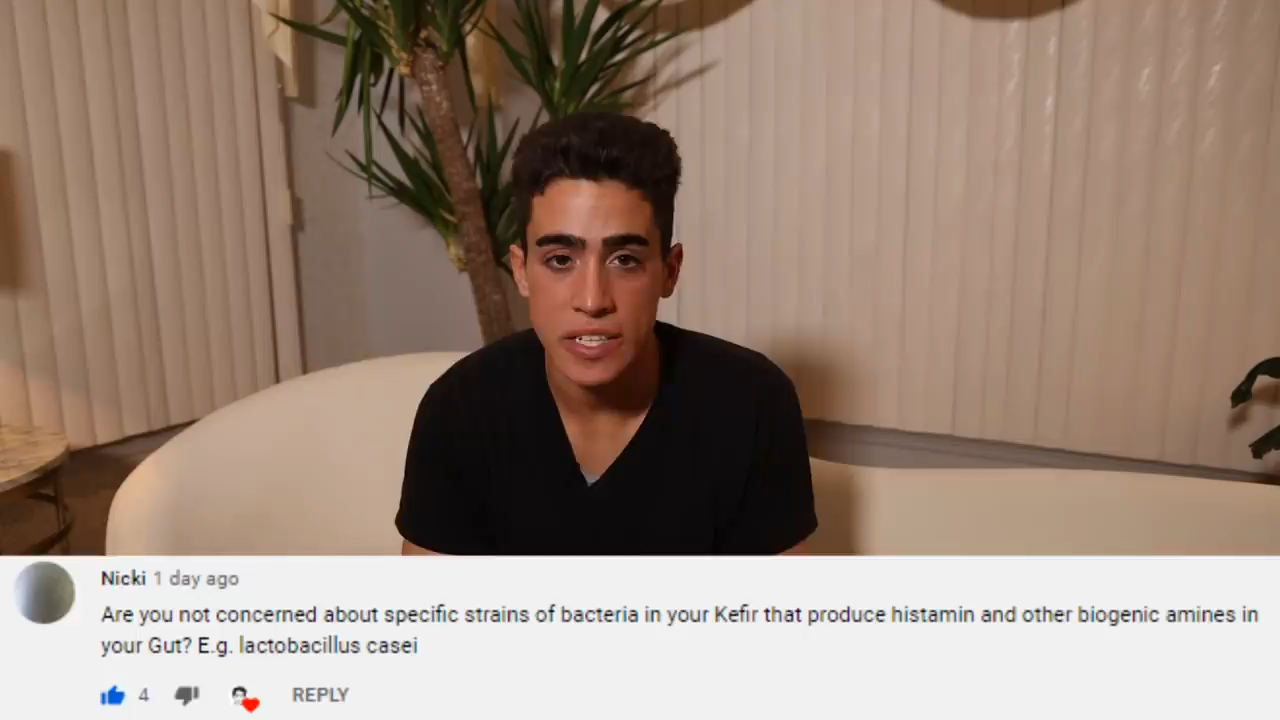 Nicki 1 day ago
Are you not concerned about specific strains of bacteria in your Kefir that produce histamin and other biogenic amines in
your Gut? E.g. lactobacillus casei
4 REPLY